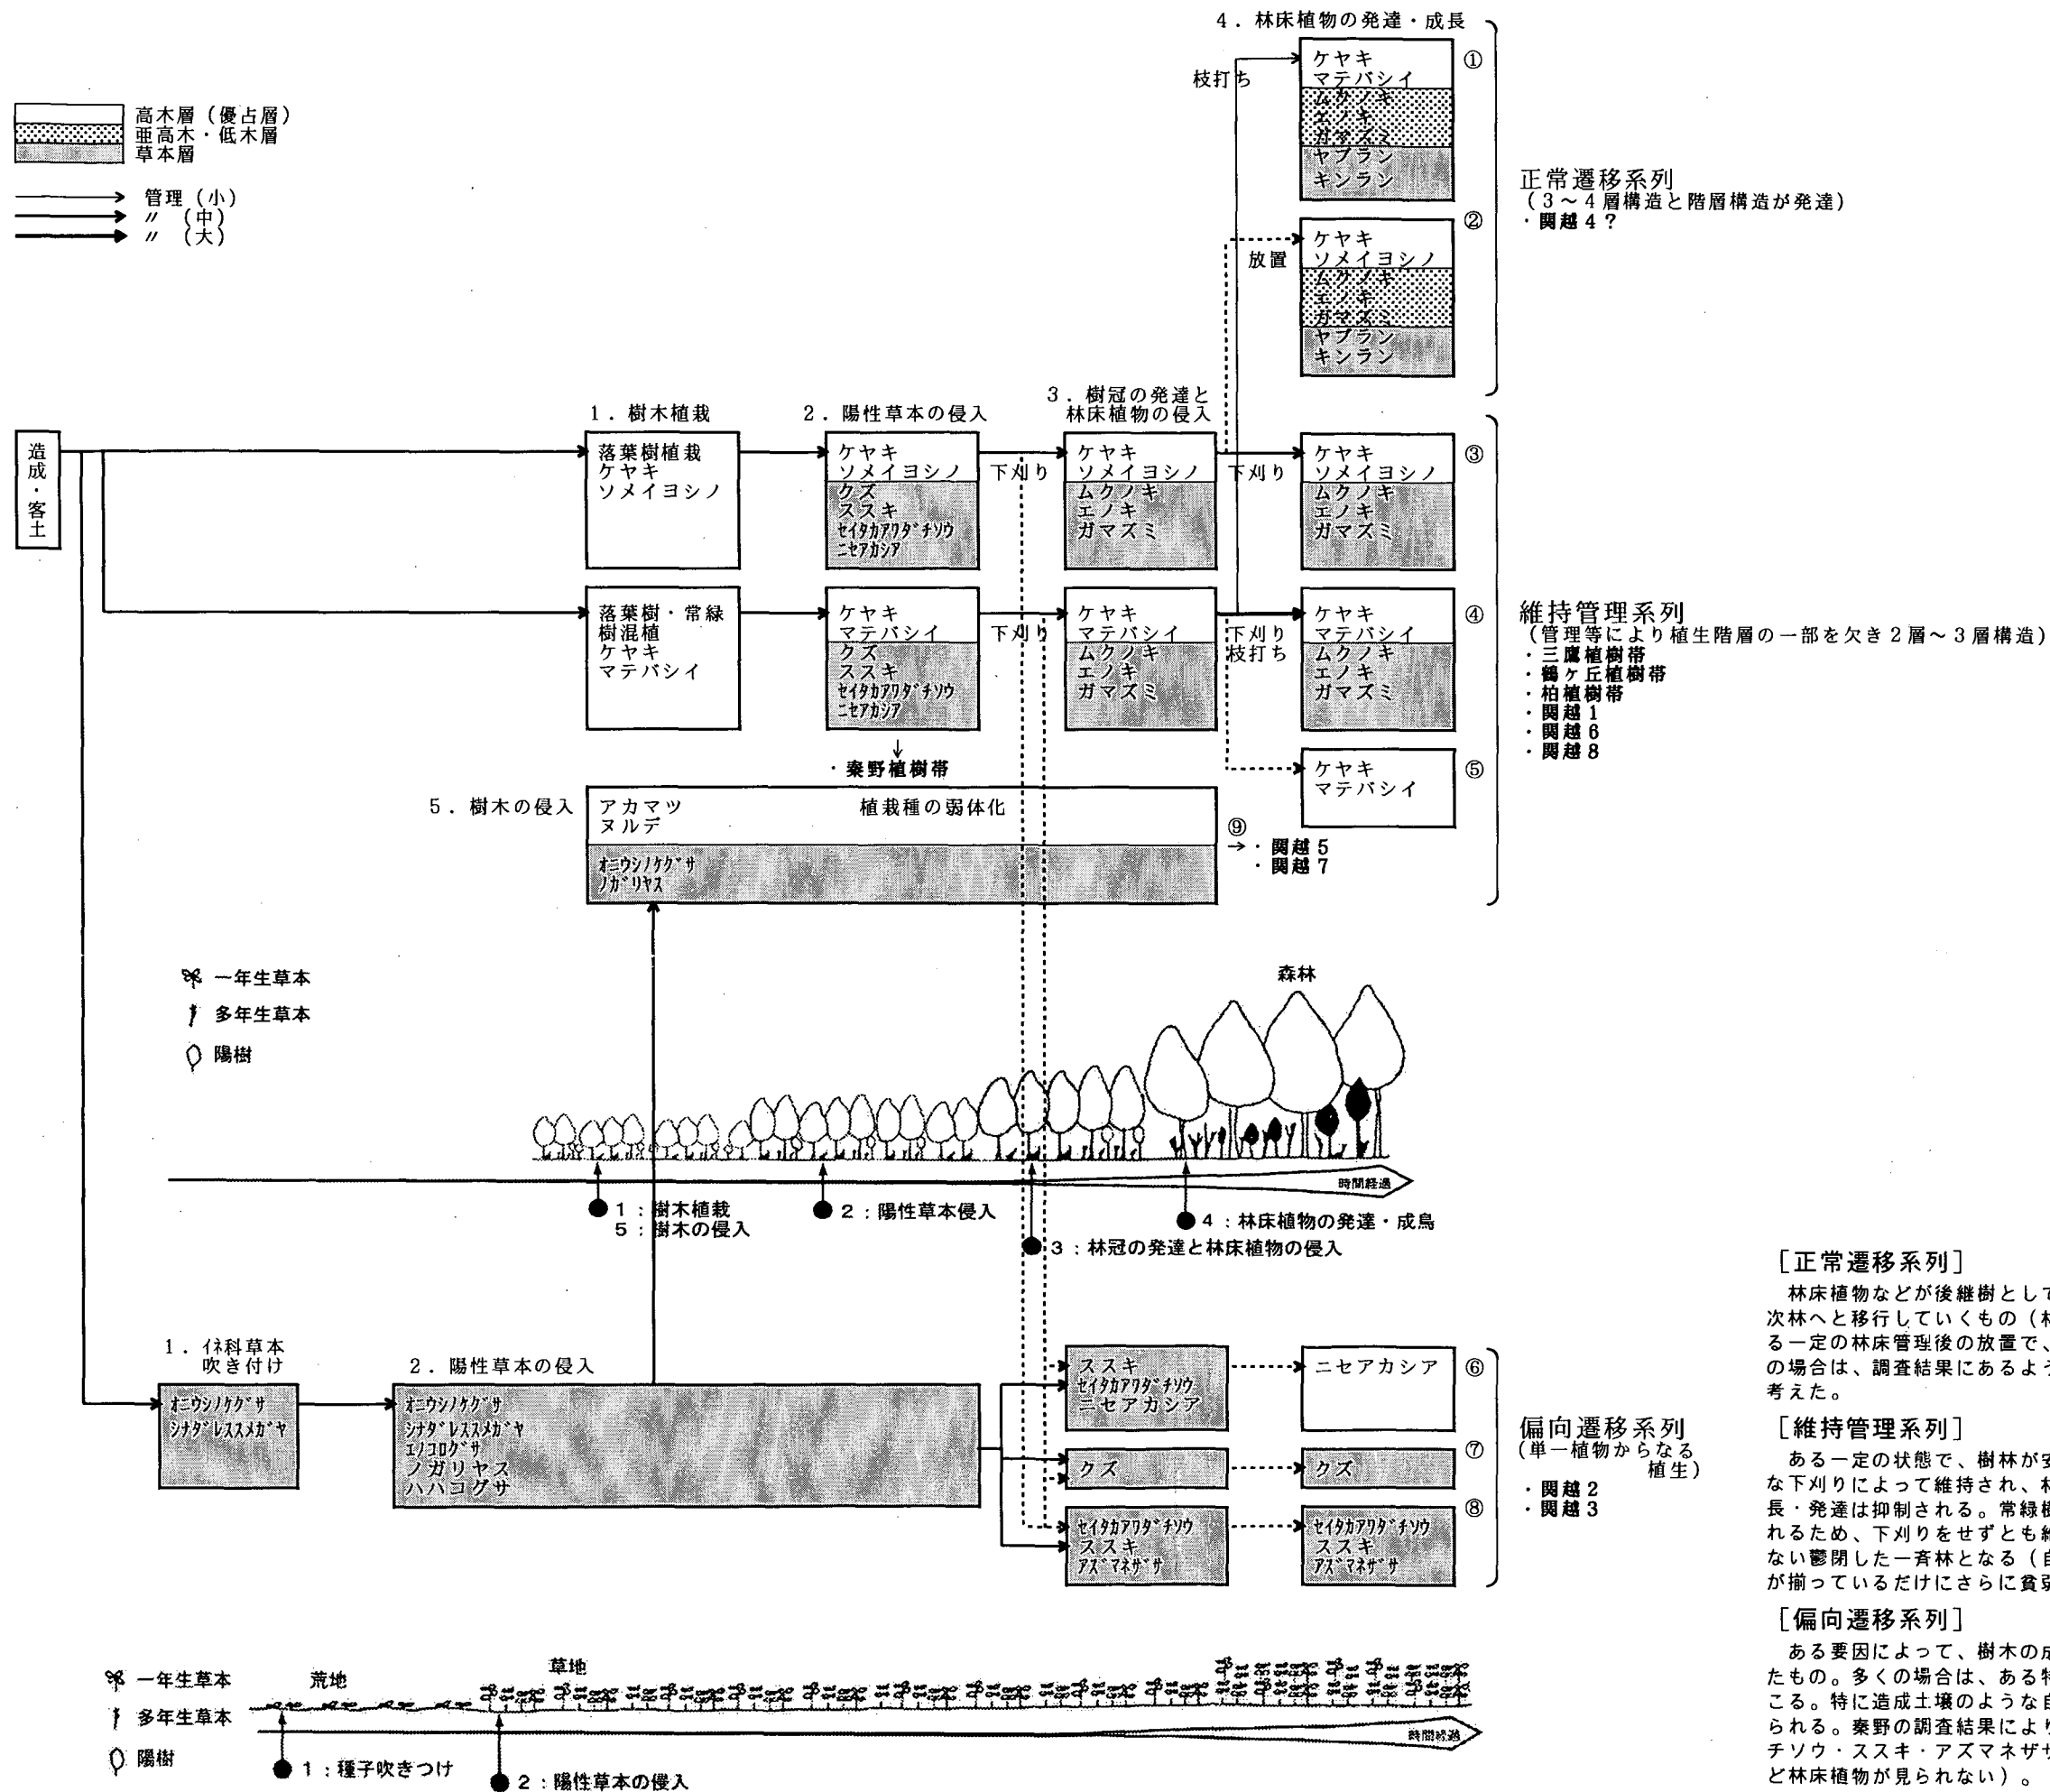 高木層（優占層）
亜高木・低木層
草本層
管理（小）
〃（中）
〃（大）
4．林床植物の発達・成長
枝打ち
ケヤキ
マテバシイ
ムクノキ
エノキ
ガマズミ
ヤブラン
キンラン
①
放置
ケヤキ
ソメイヨシノ
ムクノキ
エノキ
ガマズミ
ヤブラン
キンラン
②
正常遷移系列
（3～4層構造と階層構造が発達）
・関越4？
造成・客土
1．樹木植栽
落葉樹植栽
ケヤキ
ソメイヨシノ
2．陽性草本の侵入
ケヤキ
ソメイヨシノ
クズ
ススキ
セイタカアワダチソウ
ニセアカシア
下刈り
3．樹冠の発達と
林床植物の侵入
ケヤキ
ソメイヨシノ
ムクノキ
エノキ
ガマズミ
下刈り
ケヤキ
ソメイヨシノ
ムクノキ
エノキ
ガマズミ
③
落葉樹・常緑
樹混植
ケヤキ
マテバシイ
ケヤキ
マテバシイ
クズ
ススキ
セイタカアワダチソウ
ニセアカシア
下刈り
ケヤキ
マテバシイ
ムクノキ
エノキ
ガマズミ
下刈り
枝打ち
ケヤキ
マテバシイ
ムクノキ
エノキ
ガマズミ
④
・秦野植樹帯
ケヤキ
マテバシイ
⑤
維持管理系列
（管理等により植生階層の一部を欠き2層～3層構造）
・三鷹植樹帯
・鶴ケ丘植樹帯
・柏植樹帯
・関越1
・関越6
・関越8
5．樹木の侵入
アカマツ
ヌルデ
植栽種の弱体化
オニウシノケグサ
ノガリヤス
⑨
→・関越5
・関越7
一年生草本
多年生草本
陽樹
森林
時間経過
1：樹木植栽
5：樹木の侵入
2：陽性草本侵入
3：林冠の発達と林床植物の侵入
4：林床植物の発達・成鳥
1．イネ科草本
吹き付け
オニウシノケグサ
シナダレススメガヤ
2．陽性草本の侵入
オニウシノケグサ
シナダレススメガヤ
エノコログサ
ノガリヤス
ハハコグサ
ススキ
セイタカアワダチソウ
ニセアカシア
ニセアカシア
⑥
クズ
クズ
⑦
セイタカアワダチソウ
ススキ
アズマネザサ
セイタカアワダチソウ
ススキ
アズマネザサ
⑧
偏向遷移系列
（単一植物からなる
植生）
・関越2
・関越3
一年生草本
多年生草本
陽樹
荒地
草地
時間経過
1：種子吹きつけ
2：陽性草本の侵入
［正常遷移系列］
林床植物などが後継樹として
次林へと移行していくもの（林
る一定の林床管理後の放置で、
の場合は、調査結果にあるよう
考えた。
［維持管理系列］
ある一定の状態で、樹林が安
な下刈りによって維持され、林
長・発達は抑制される。常緑樹
れるため、下刈りをせずとも維
ない鬱閉した一斉林となる（自
が揃っているだけにさらに貧弱
［偏向遷移系列］
ある要因によって、樹木の成
たもの。多くの場合は、ある特
こる。特に造成土壌のような自
られる。秦野の調査結果により
チソウ・ススキ・アズマネザサ
ど林床植物が見られない）。